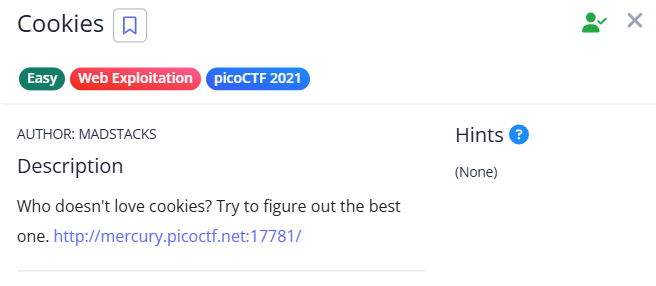 Cookies
Easy Web Exploitation picoCTF 2021
AUTHOR: MADSTACKS
Description
Who doesn't love cookies? Try to figure out the best
one. http://mercury.picoctf.net:17781/
Hints ?
(None)